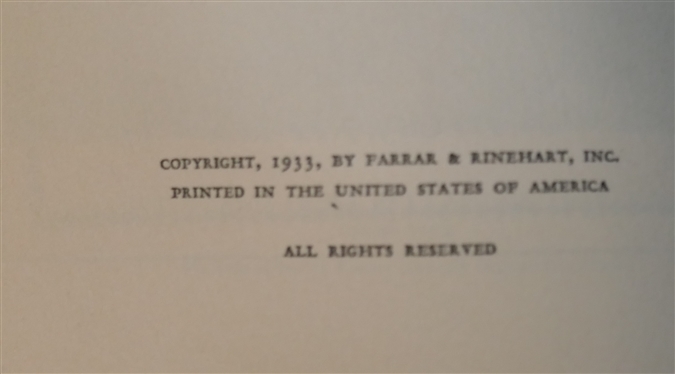 COPYRIGHT, 1933, BY FARRAR & RINEHART, INC.
PRINTED IN THE UNITED STATES OF AMERICA
ALL RIGHTS RESERVED